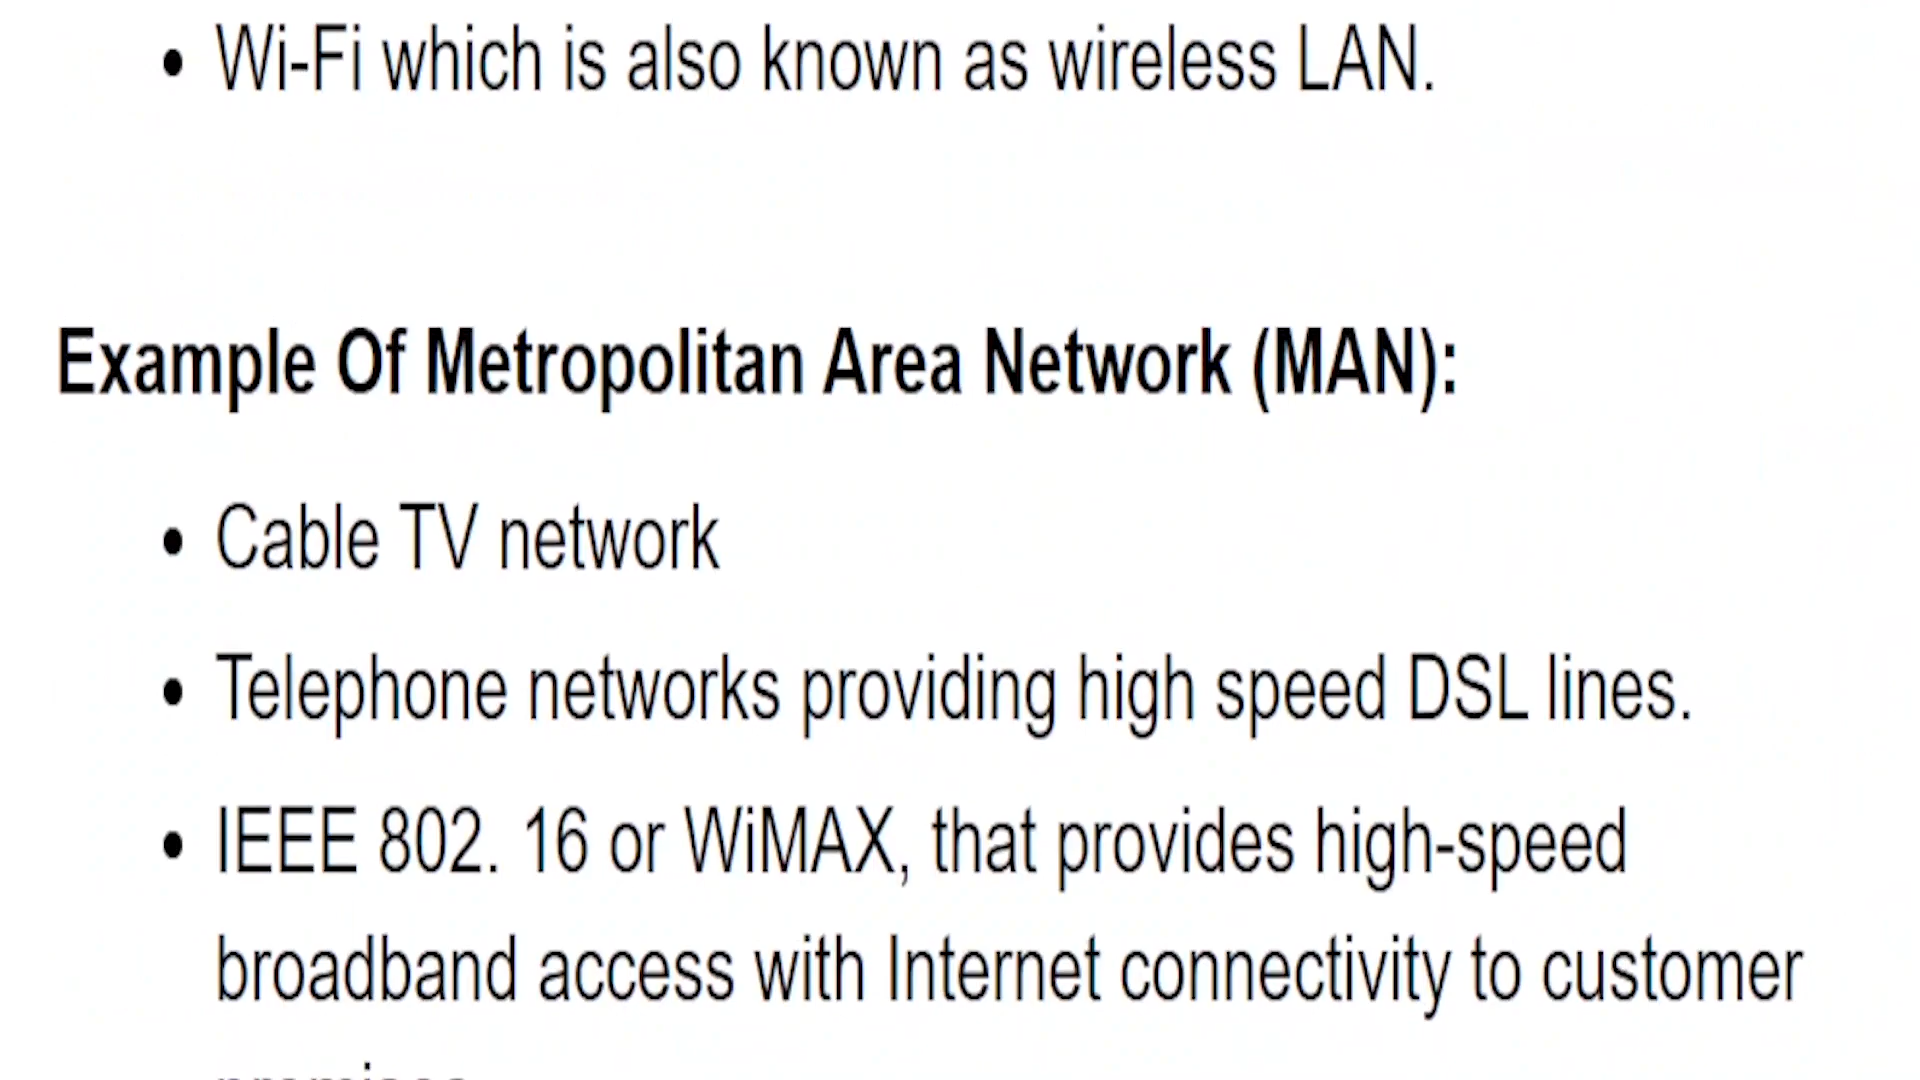 • Wi-Fi which is also known as wireless LAN.
Example Of Metropolitan Area Network (MAN):
• Cable TV network
• Telephone networks providing high speed DSL lines.
• IEEE 802. 16 or WiMAX, that provides high-speed
broadband access with Internet connectivity to customer